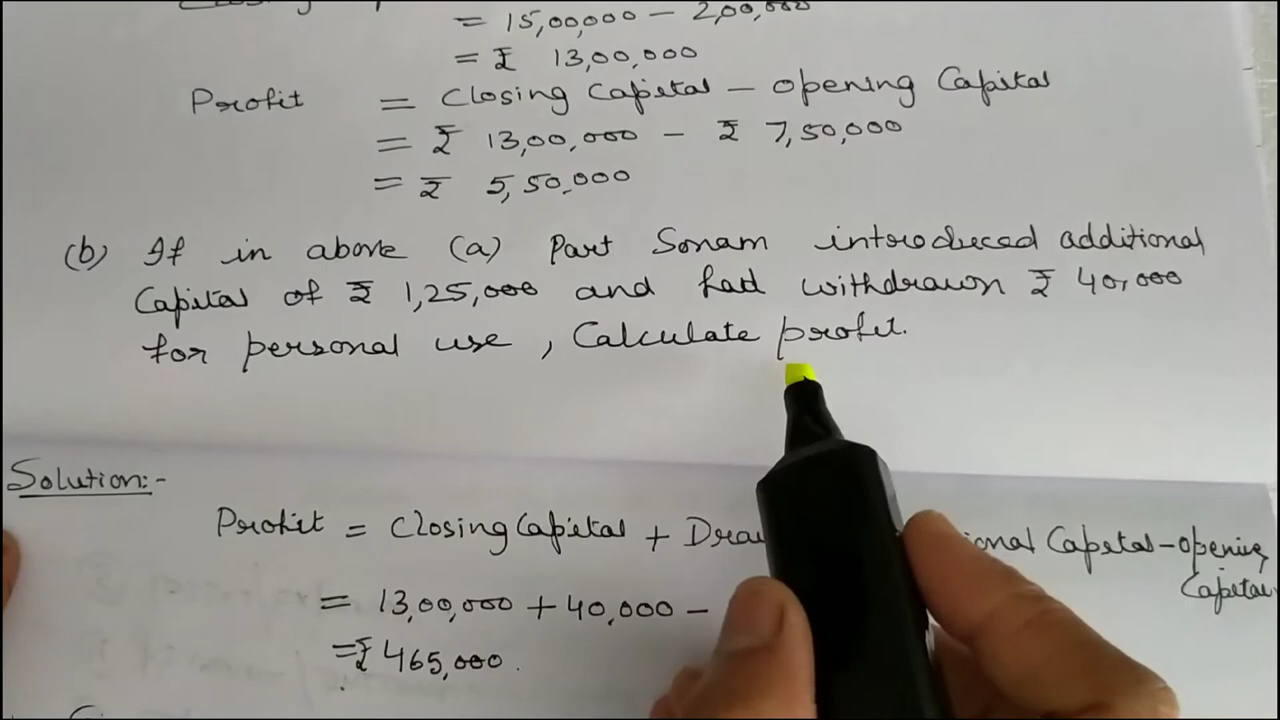 = 15,00,000 - 2,00,000
= ₹ 13,00,000
Profit = Closing Capital - opening Capital
= ₹ 13,00,000 - ₹ 7,50,000
= ₹ 5,50,000
(b) If in above (a) Part Sonam introduced additional
Capital of ₹ 1,25,000 and had withdrawn ₹ 40,000
for personal use, Calculate profit.
Solution:-
Profit = Closing Capital + Capital - opening
Capital
= 13,00,000 + 40,000 -
= ₹ 465,000.